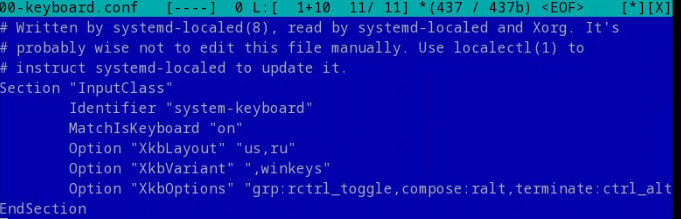 00-keyboard.conf    [----]  0 L:[  1+10  11/ 11] *(437 / 437b) <EOF>    [*][X]
# Written by systemd-localed(8), read by systemd-localed and Xorg. It's
# probably wise not to edit this file manually. Use localectl(1) to
# instruct systemd-localed to update it.
Section "InputClass"
        Identifier "system-keyboard"
        MatchIsKeyboard "on"
        Option "XkbLayout" "us,ru"
        Option "XkbVariant" ",winkeys"
        Option "XkbOptions" "grp:rctrl_toggle,compose:ralt,terminate:ctrl_alt
EndSection